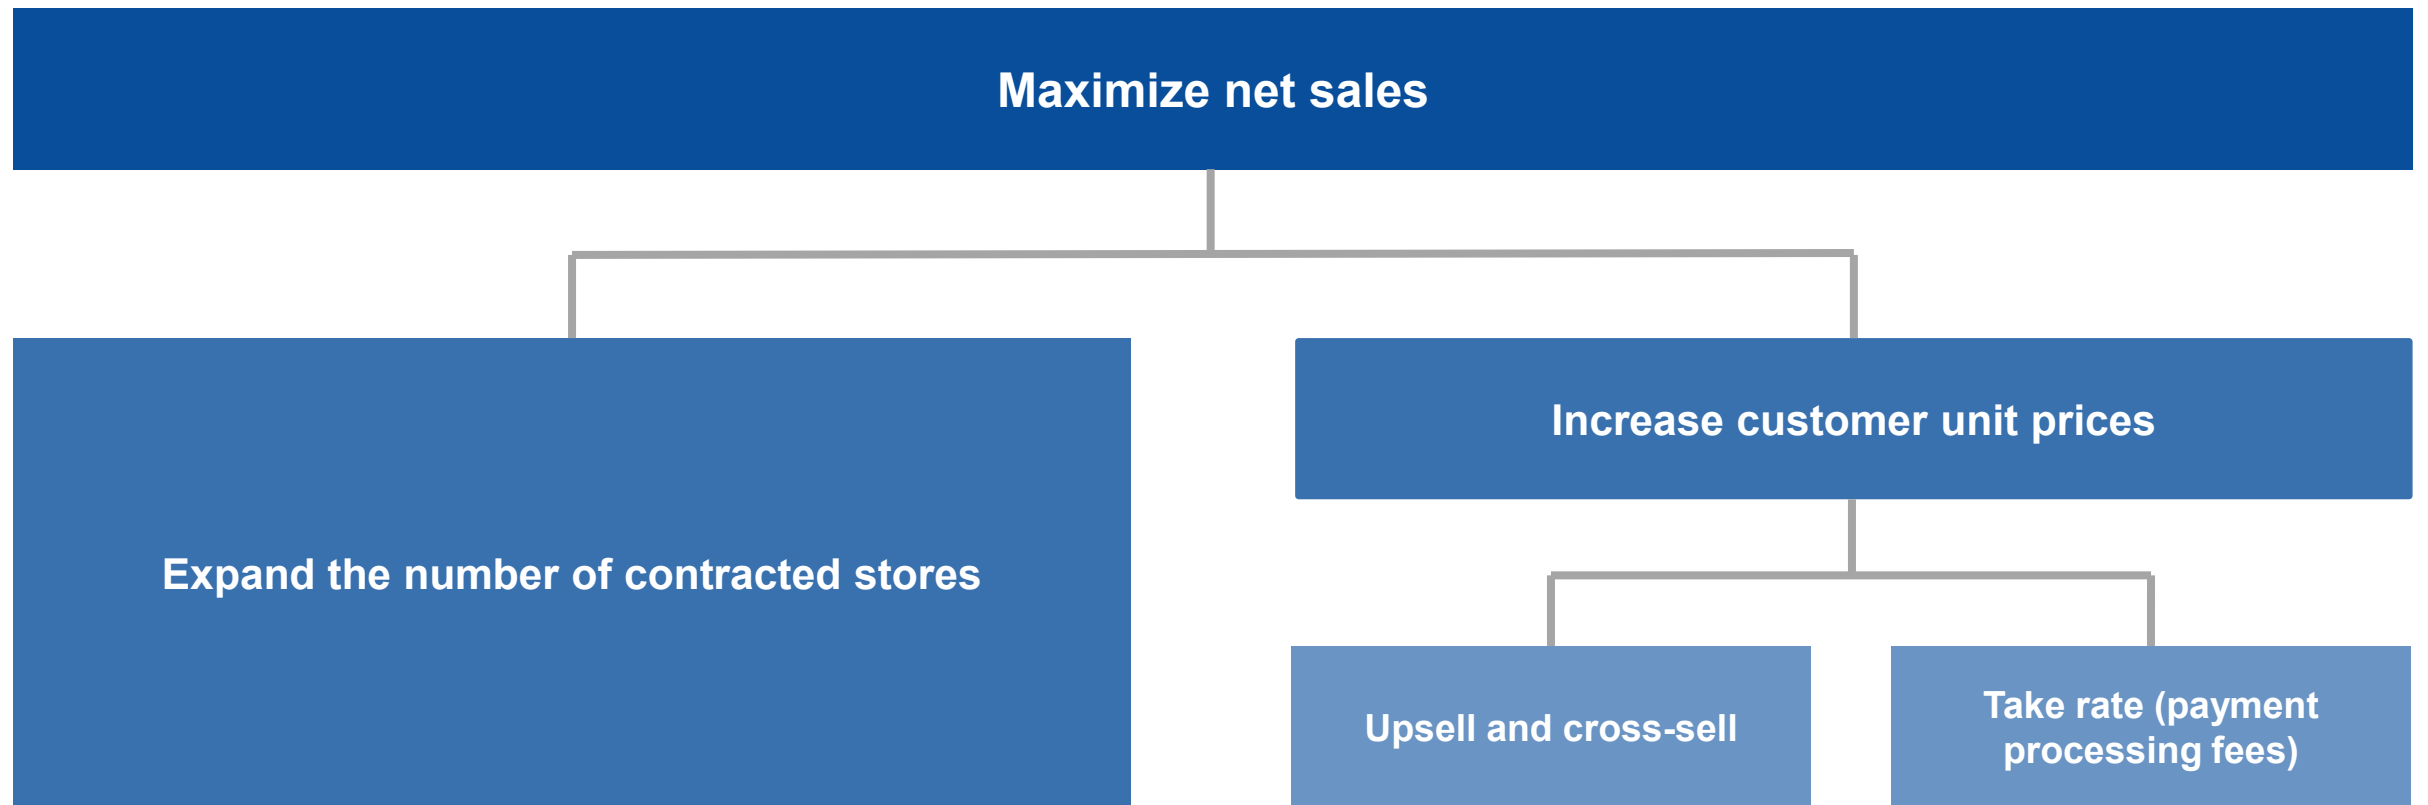 Maximize net sales
Expand the number of contracted stores
Increase customer unit prices
Upsell and cross-sell
Take rate (payment
processing fees)